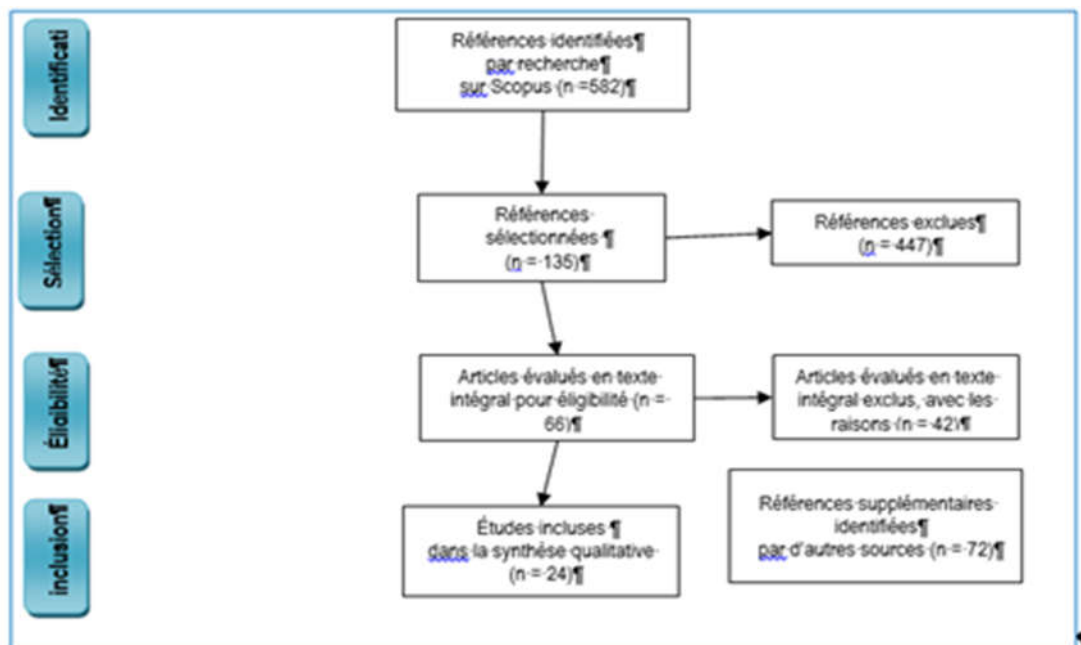 Identificati
Références·identifiées¶
par·recherche¶
sur·Scopus·(n·=582)¶
Sélection¶
Références·
sélectionnées·¶
(n·=··135)¶
Références·exclues¶
(n·=·447)¶
Éligibilité¶
Articles·évalués·en·texte·
intégral·pour·éligibilité·(n·=·
66)¶
Articles·évalués·en·texte·
intégral·exclus,·avec·les·
raisons·(n·=·42)¶
inclusion¶
Études·incluses·¶
dans·la·synthèse·qualitative·
(n·=··24)¶
Références·supplémentaires·
identifiées¶
par·d'autres·sources·(n·=·72)¶